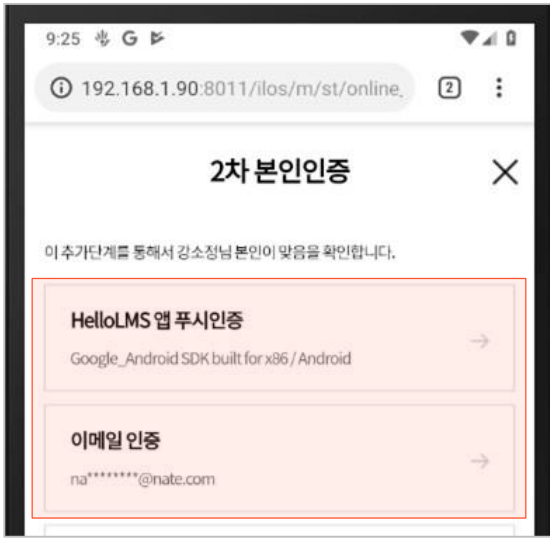 9:25 G
192.168.1.90:8011/ilos/m/st/online_ 2
2차 본인인증
이 추가단계를 통해서 강소정님 본인이 맞음을 확인합니다.
HelloLMS 앱 푸시인증
Google_Android SDK built for x86 / Android
이메일 인증
na********@nate.com